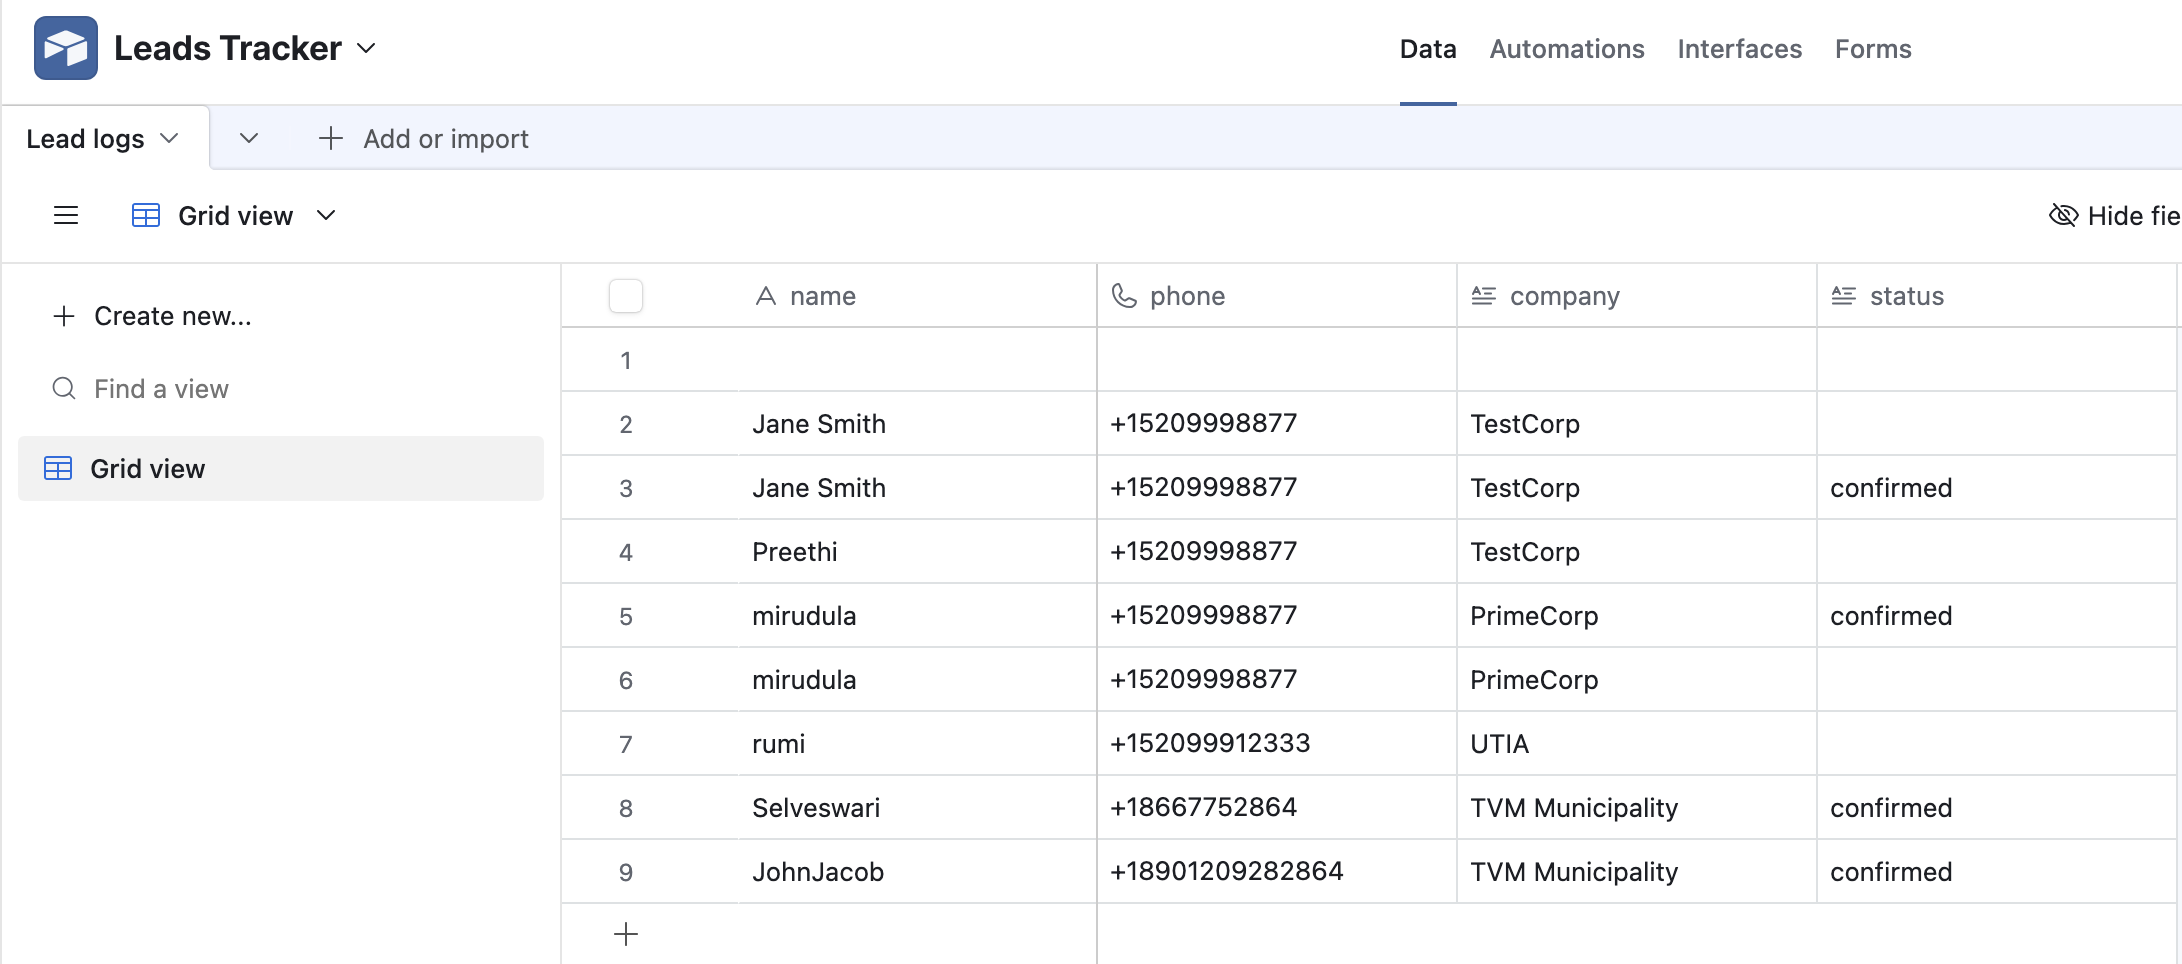 Leads Tracker
Data Automations Interfaces Forms
Lead logs
Add or import
Grid view
Hide fie
Create new...
Find a view
Grid view
name phone company status
1
2 Jane Smith +15209998877 TestCorp
3 Jane Smith +15209998877 TestCorp confirmed
4 Preethi +15209998877 TestCorp
5 mirudula +15209998877 PrimeCorp confirmed
6 mirudula +15209998877 PrimeCorp
7 rumi +152099912333 UTIA
8 Selveswari +18667752864 TVM Municipality confirmed
9 JohnJacob +18901209282864 TVM Municipality confirmed